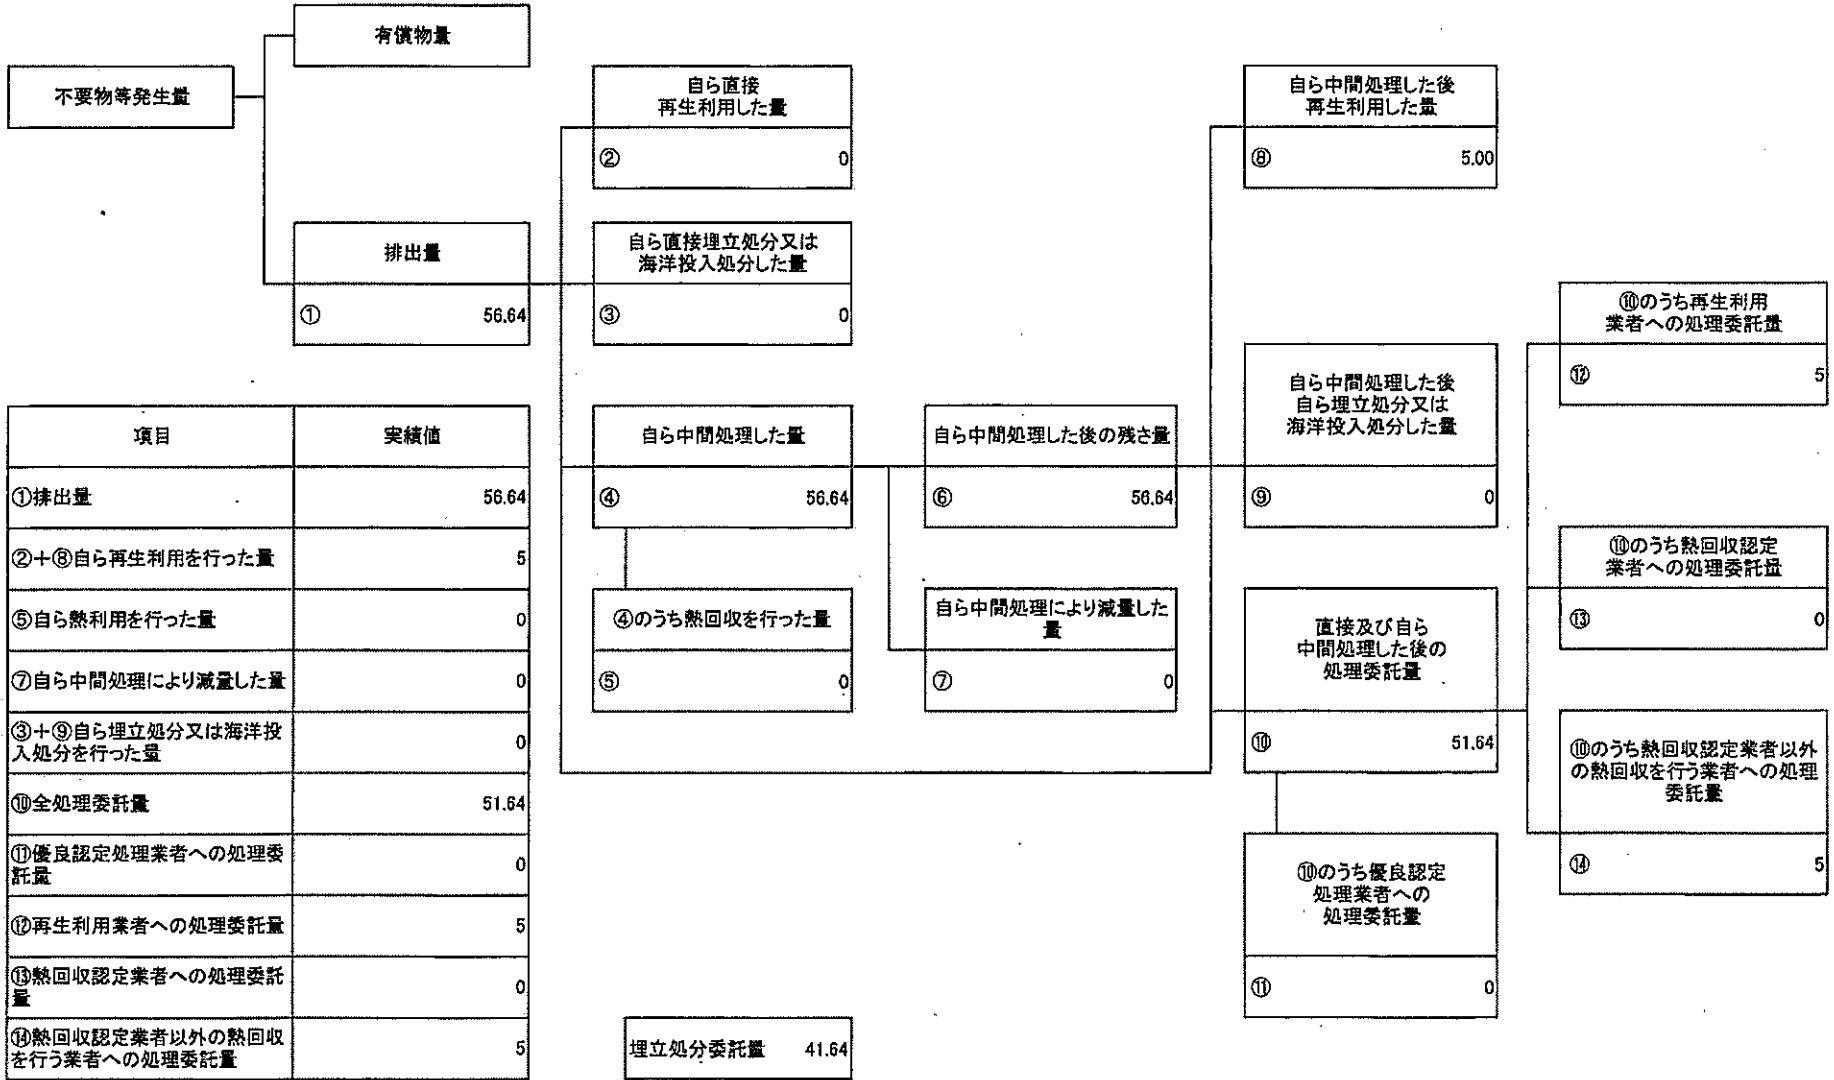 有償物量
不要物等発生量
自ら直接
再生利用した量
② 0
自ら中間処理した後
再生利用した量
⑧ 5.00
排出量
① 56.64
自ら直接埋立処分又は
海洋投入処分した量
③ 0
⑩のうち再生利用
業者への処理委託量
⑫ 5
自ら中間処理した後
自ら埋立処分又は
海洋投入処分した量
⑨ 0
自ら中間処理した量
④ 56.64
自ら中間処理した後の残さ量
⑥ 56.64
⑩のうち熱回収認定
業者への処理委託量
⑬ 0
④のうち熱回収を行った量
⑤ 0
自ら中間処理により減量した
量
⑦ 0
直接及び自ら
中間処理した後の
処理委託量
⑩ 51.64
⑩のうち熱回収認定業者以外
の熱回収を行う業者への処理
委託量
⑭ 5
⑩のうち優良認定
処理業者への
処理委託量
⑪ 0
項目 実績値
①排出量 56.64
②＋⑧自ら再生利用を行った量 5
⑤自ら熱利用を行った量 0
⑦自ら中間処理により減量した量 0
③＋⑨自ら埋立処分又は海洋投
入処分を行った量 0
⑩全処理委託量 51.64
⑪優良認定処理業者への処理委
託量 0
⑫再生利用業者への処理委託量 5
⑬熱回収認定業者への処理委託
量 0
⑭熱回収認定業者以外の熱回収
を行う業者への処理委託量 5
埋立処分委託量 41.64